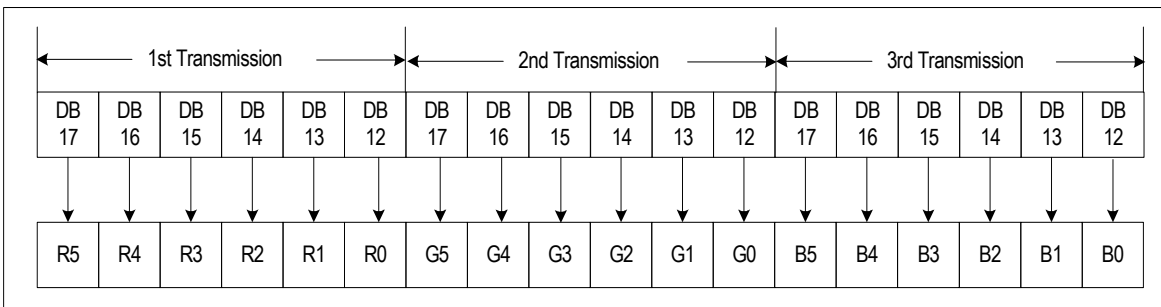 1st Transmission 2nd Transmission 3rd Transmission
DB DB DB DB DB DB DB DB DB DB DB DB DB DB DB DB DB DB
17 16 15 14 13 12 17 16 15 14 13 12 17 16 15 14 13 12
R5 R4 R3 R2 R1 R0 G5 G4 G3 G2 G1 G0 B5 B4 B3 B2 B1 B0